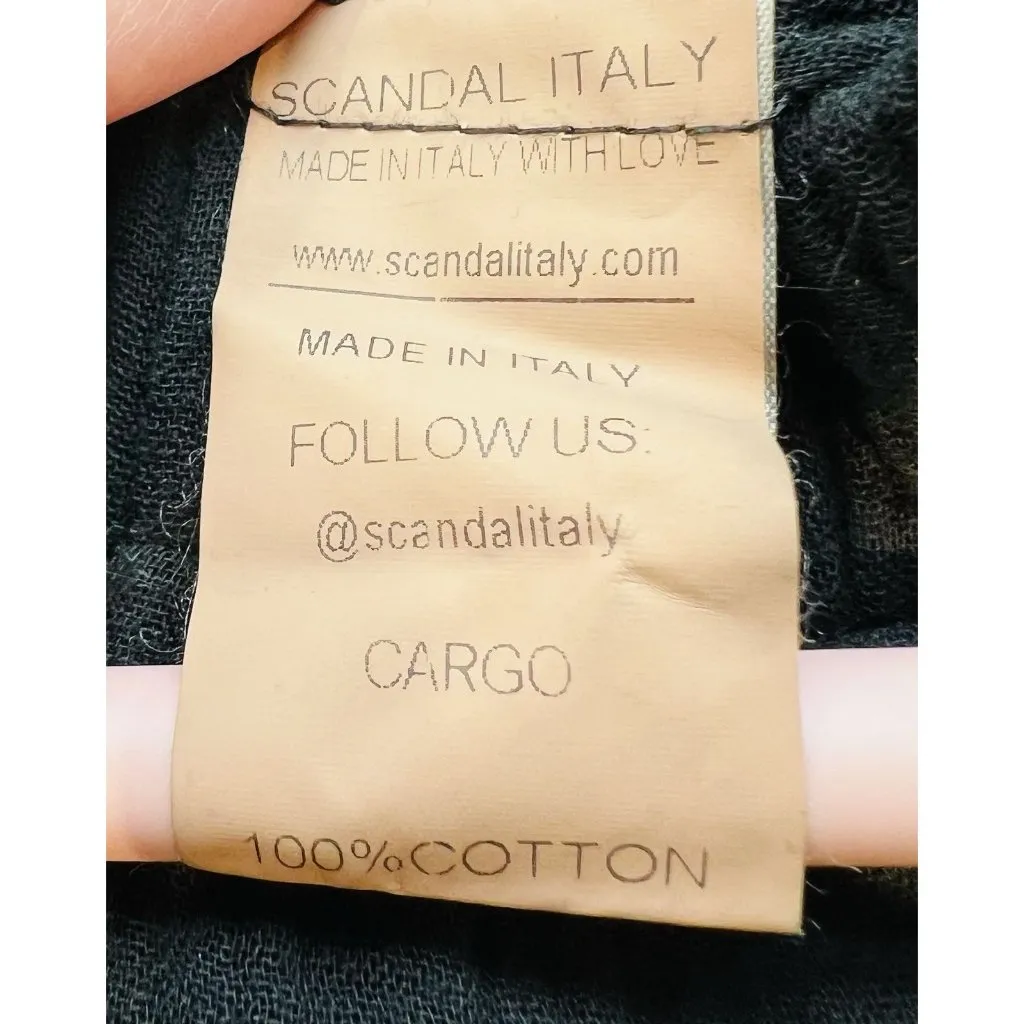 SCANDAL ITALY
MADE IN ITALY WITH LOVE
www.scandalitaly.com
MADE IN ITALY
FOLLOW US:
@scandalitaly
CARGO
100%COTTON